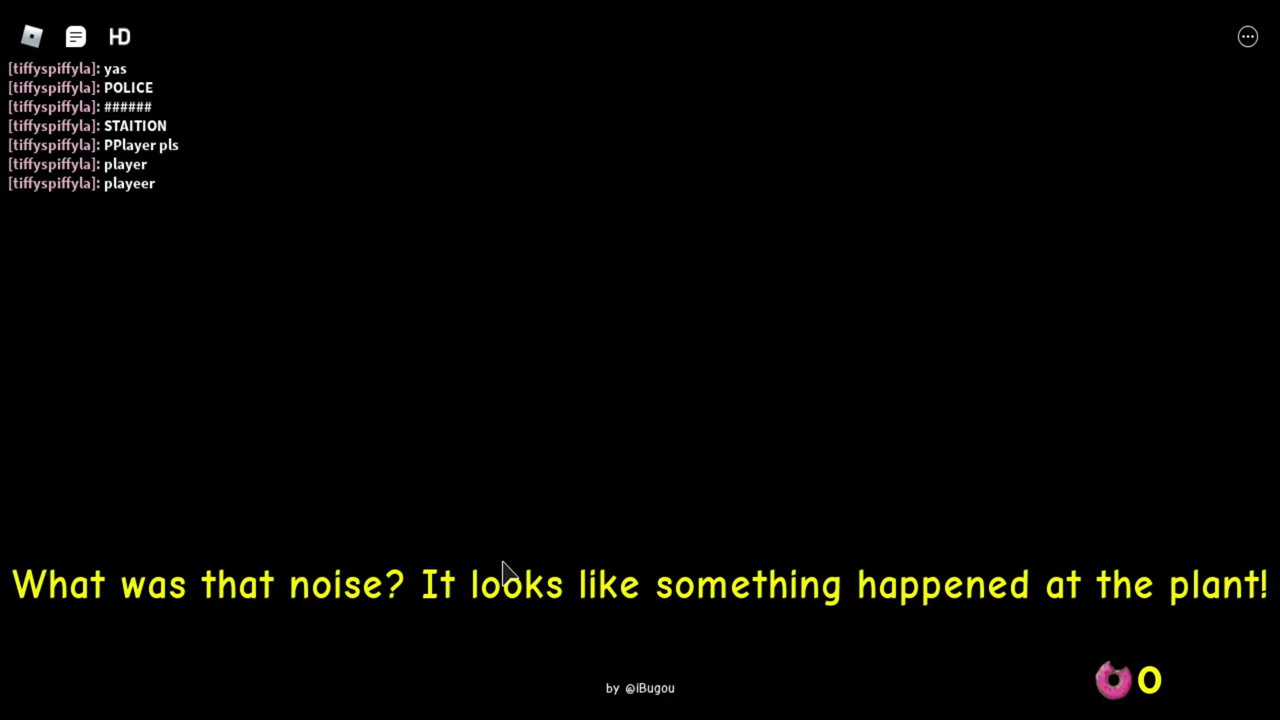 HD
[tiffyspiffyla]: yas
[tiffyspiffyla]: POLICE
[tiffyspiffyla]: ######
[tiffyspiffyla]: STAITION
[tiffyspiffyla]: PPlayer pls
[tiffyspiffyla]: player
[tiffyspiffyla]: playeer
What was that noise? It looks like something happened at the plant!
by @iBugou
0